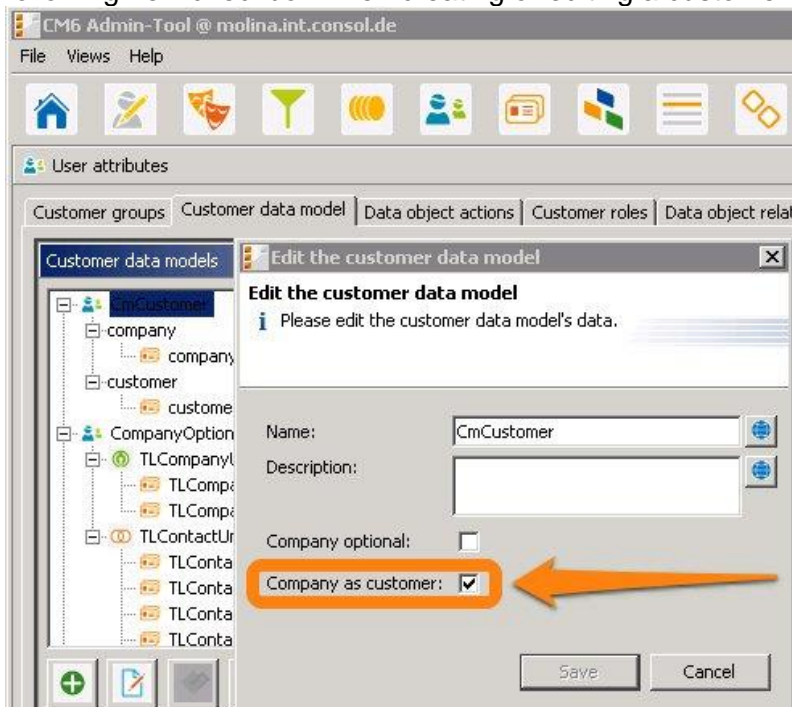 CM6 Admin-Tool @ molina.int.consol.de
File Views Help
User attributes
Customer groups Customer data model Data object actions Customer roles Data object relat
Customer data models
CmCustomer
company
company
customer
custome
CompanyOption
TLCompanyU
TLCompa
TLCompa
TLContactUn
TLConta
TLConta
TLConta
TLConta
Edit the customer data model
Edit the customer data model
Please edit the customer data model's data.
Name: CmCustomer
Description:
Company optional:
Company as customer:
Save Cancel